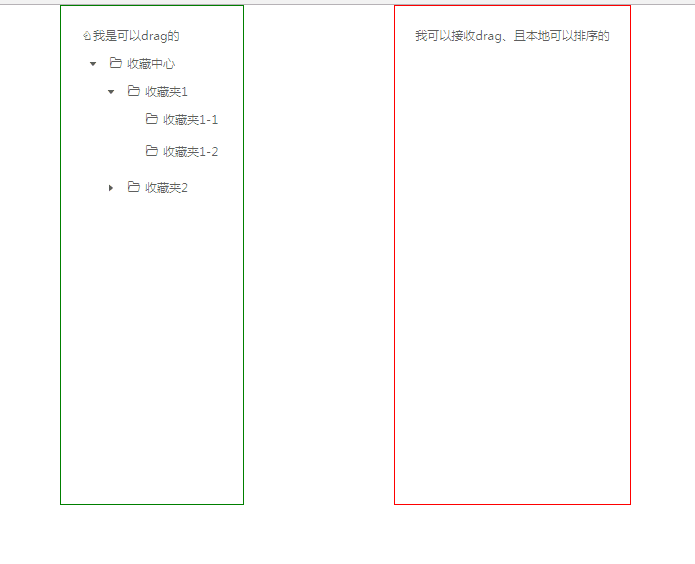 我是可以drag的
收藏中心
收藏夹1
收藏夹1-1
收藏夹1-2
收藏夹2
我可以接收drag、且本地可以排序的